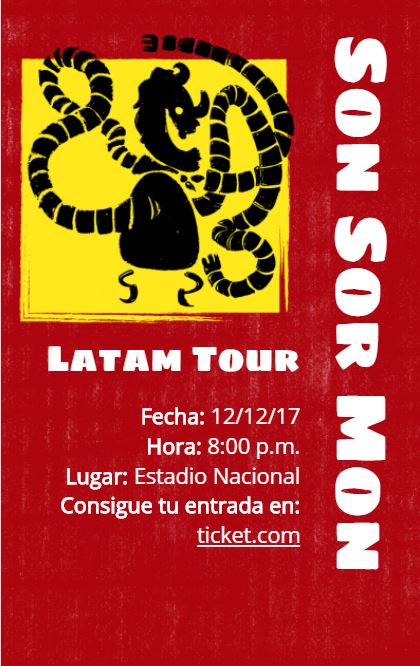 SON SOR MON
LATAM TOUR
Fecha: 12/12/17
Hora: 8:00 p.m.
Lugar: Estadio Nacional
Consigue tu entrada en:
ticket.com